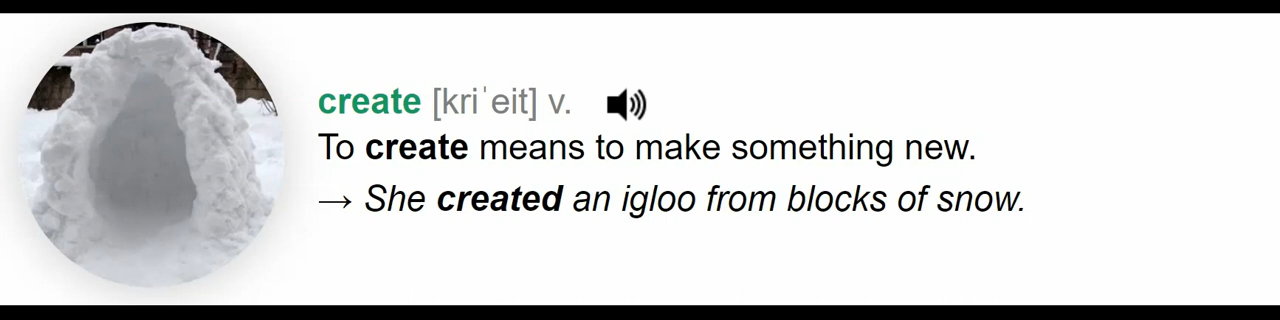 create [kriˈeit] v.
To create means to make something new.
→ She created an igloo from blocks of snow.